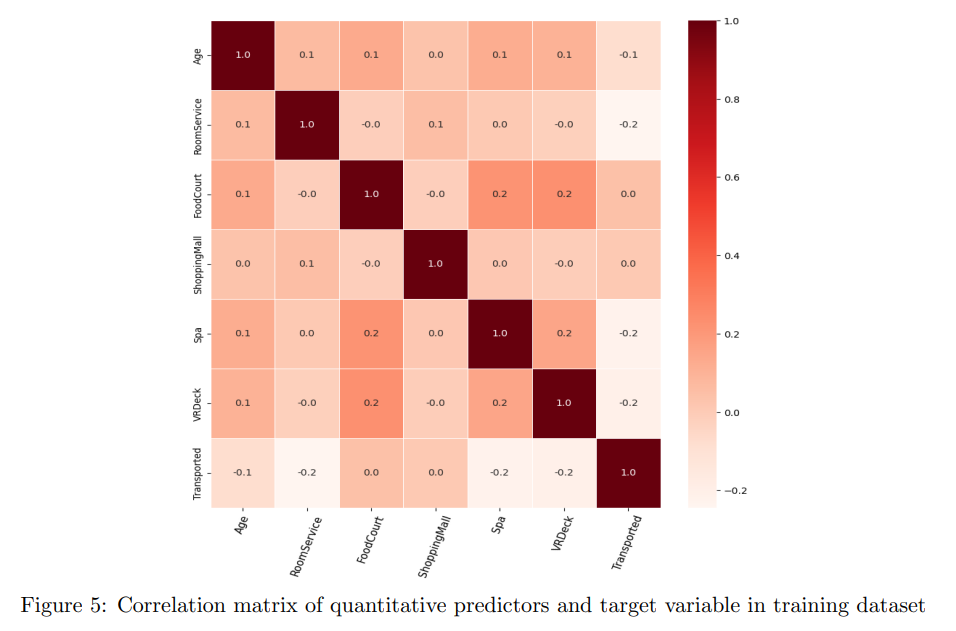 Age 1.0 0.1 0.1 0.0 0.1 0.1 -0.1
RoomService 0.1 1.0 -0.0 0.1 0.0 -0.0 -0.2
FoodCourt 0.1 -0.0 1.0 -0.0 0.2 0.2 0.0
ShoppingMall 0.0 0.1 -0.0 1.0 0.0 -0.0 0.0
Spa 0.1 0.0 0.2 0.0 1.0 0.2 -0.2
VRDeck 0.1 -0.0 0.2 -0.0 0.2 1.0 -0.2
Transported -0.1 -0.2 0.0 0.0 -0.2 -0.2 1.0
Age RoomService FoodCourt ShoppingMall Spa VRDeck Transported
1.0
0.8
0.6
0.4
0.2
0.0
−0.2
Figure 5: Correlation matrix of quantitative predictors and target variable in training dataset